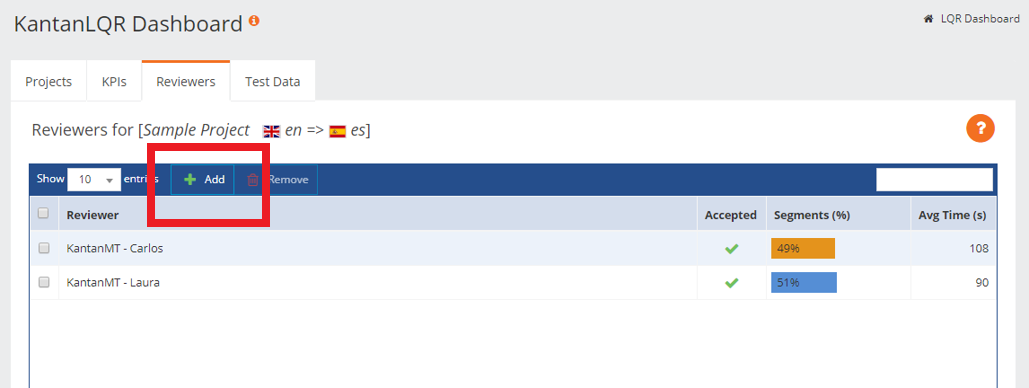 KantanLQR Dashboard
LQR Dashboard
Projects KPIs Reviewers Test Data
Reviewers for [Sample Project en => es]
?
Show 10 entries Add Remove
Reviewer Accepted Segments (%) Avg Time (s)
KantanMT - Carlos 49% 108
KantanMT - Laura 51% 90